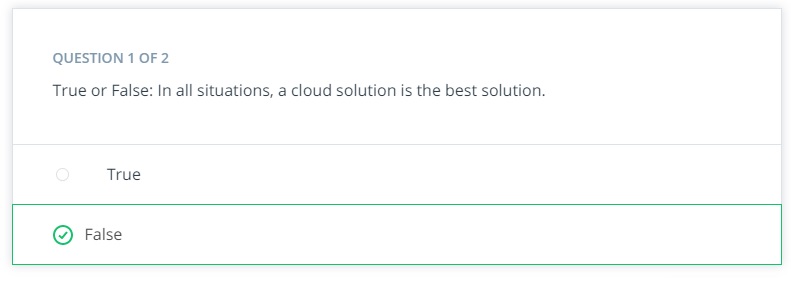 QUESTION 1 OF 2
True or False: In all situations, a cloud solution is the best solution.
True
False